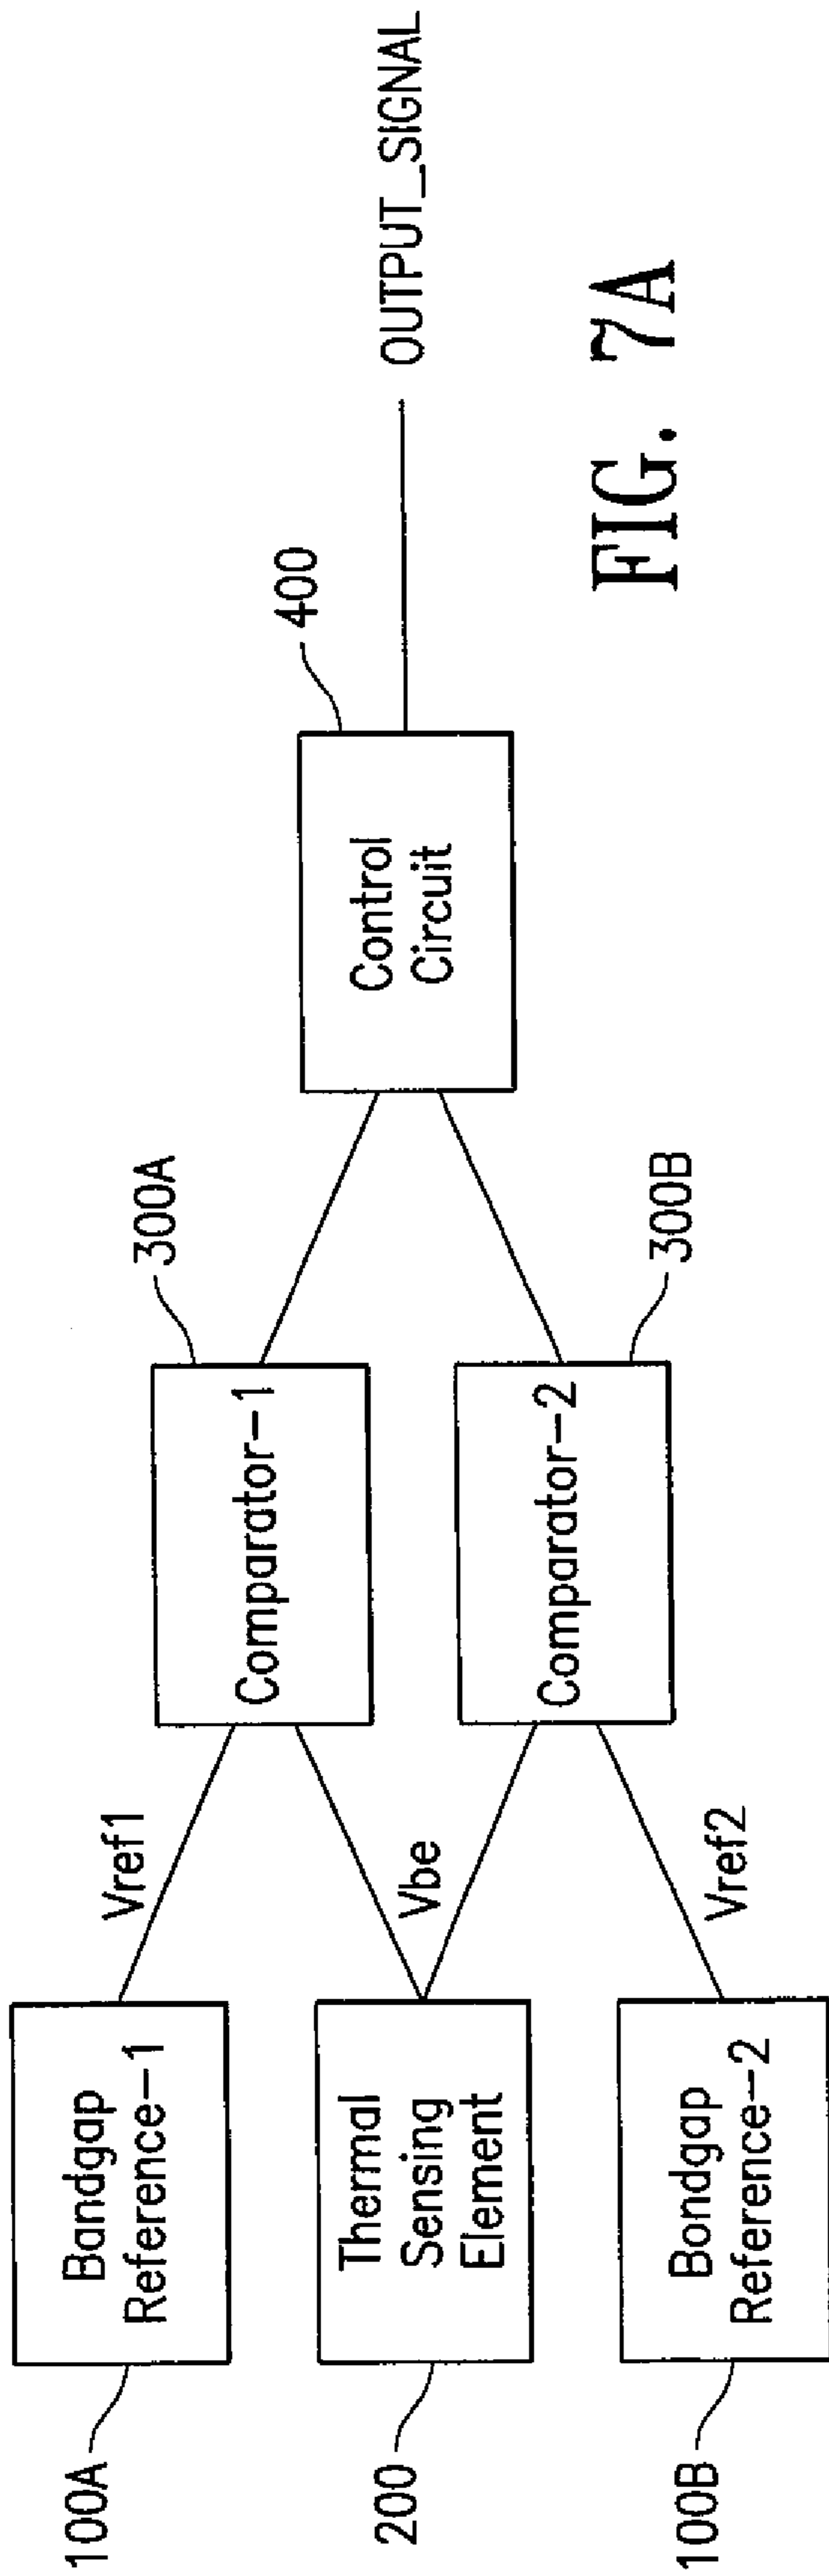 100A
Bandgap
Reference-1
Vref1
300A
Comparator-1
200
Thermal
Sensing
Element
Vbe
400
Control
Circuit
OUTPUT_SIGNAL
100B
Bondgap
Reference-2
Vref2
300B
Comparator-2
FIG. 7A